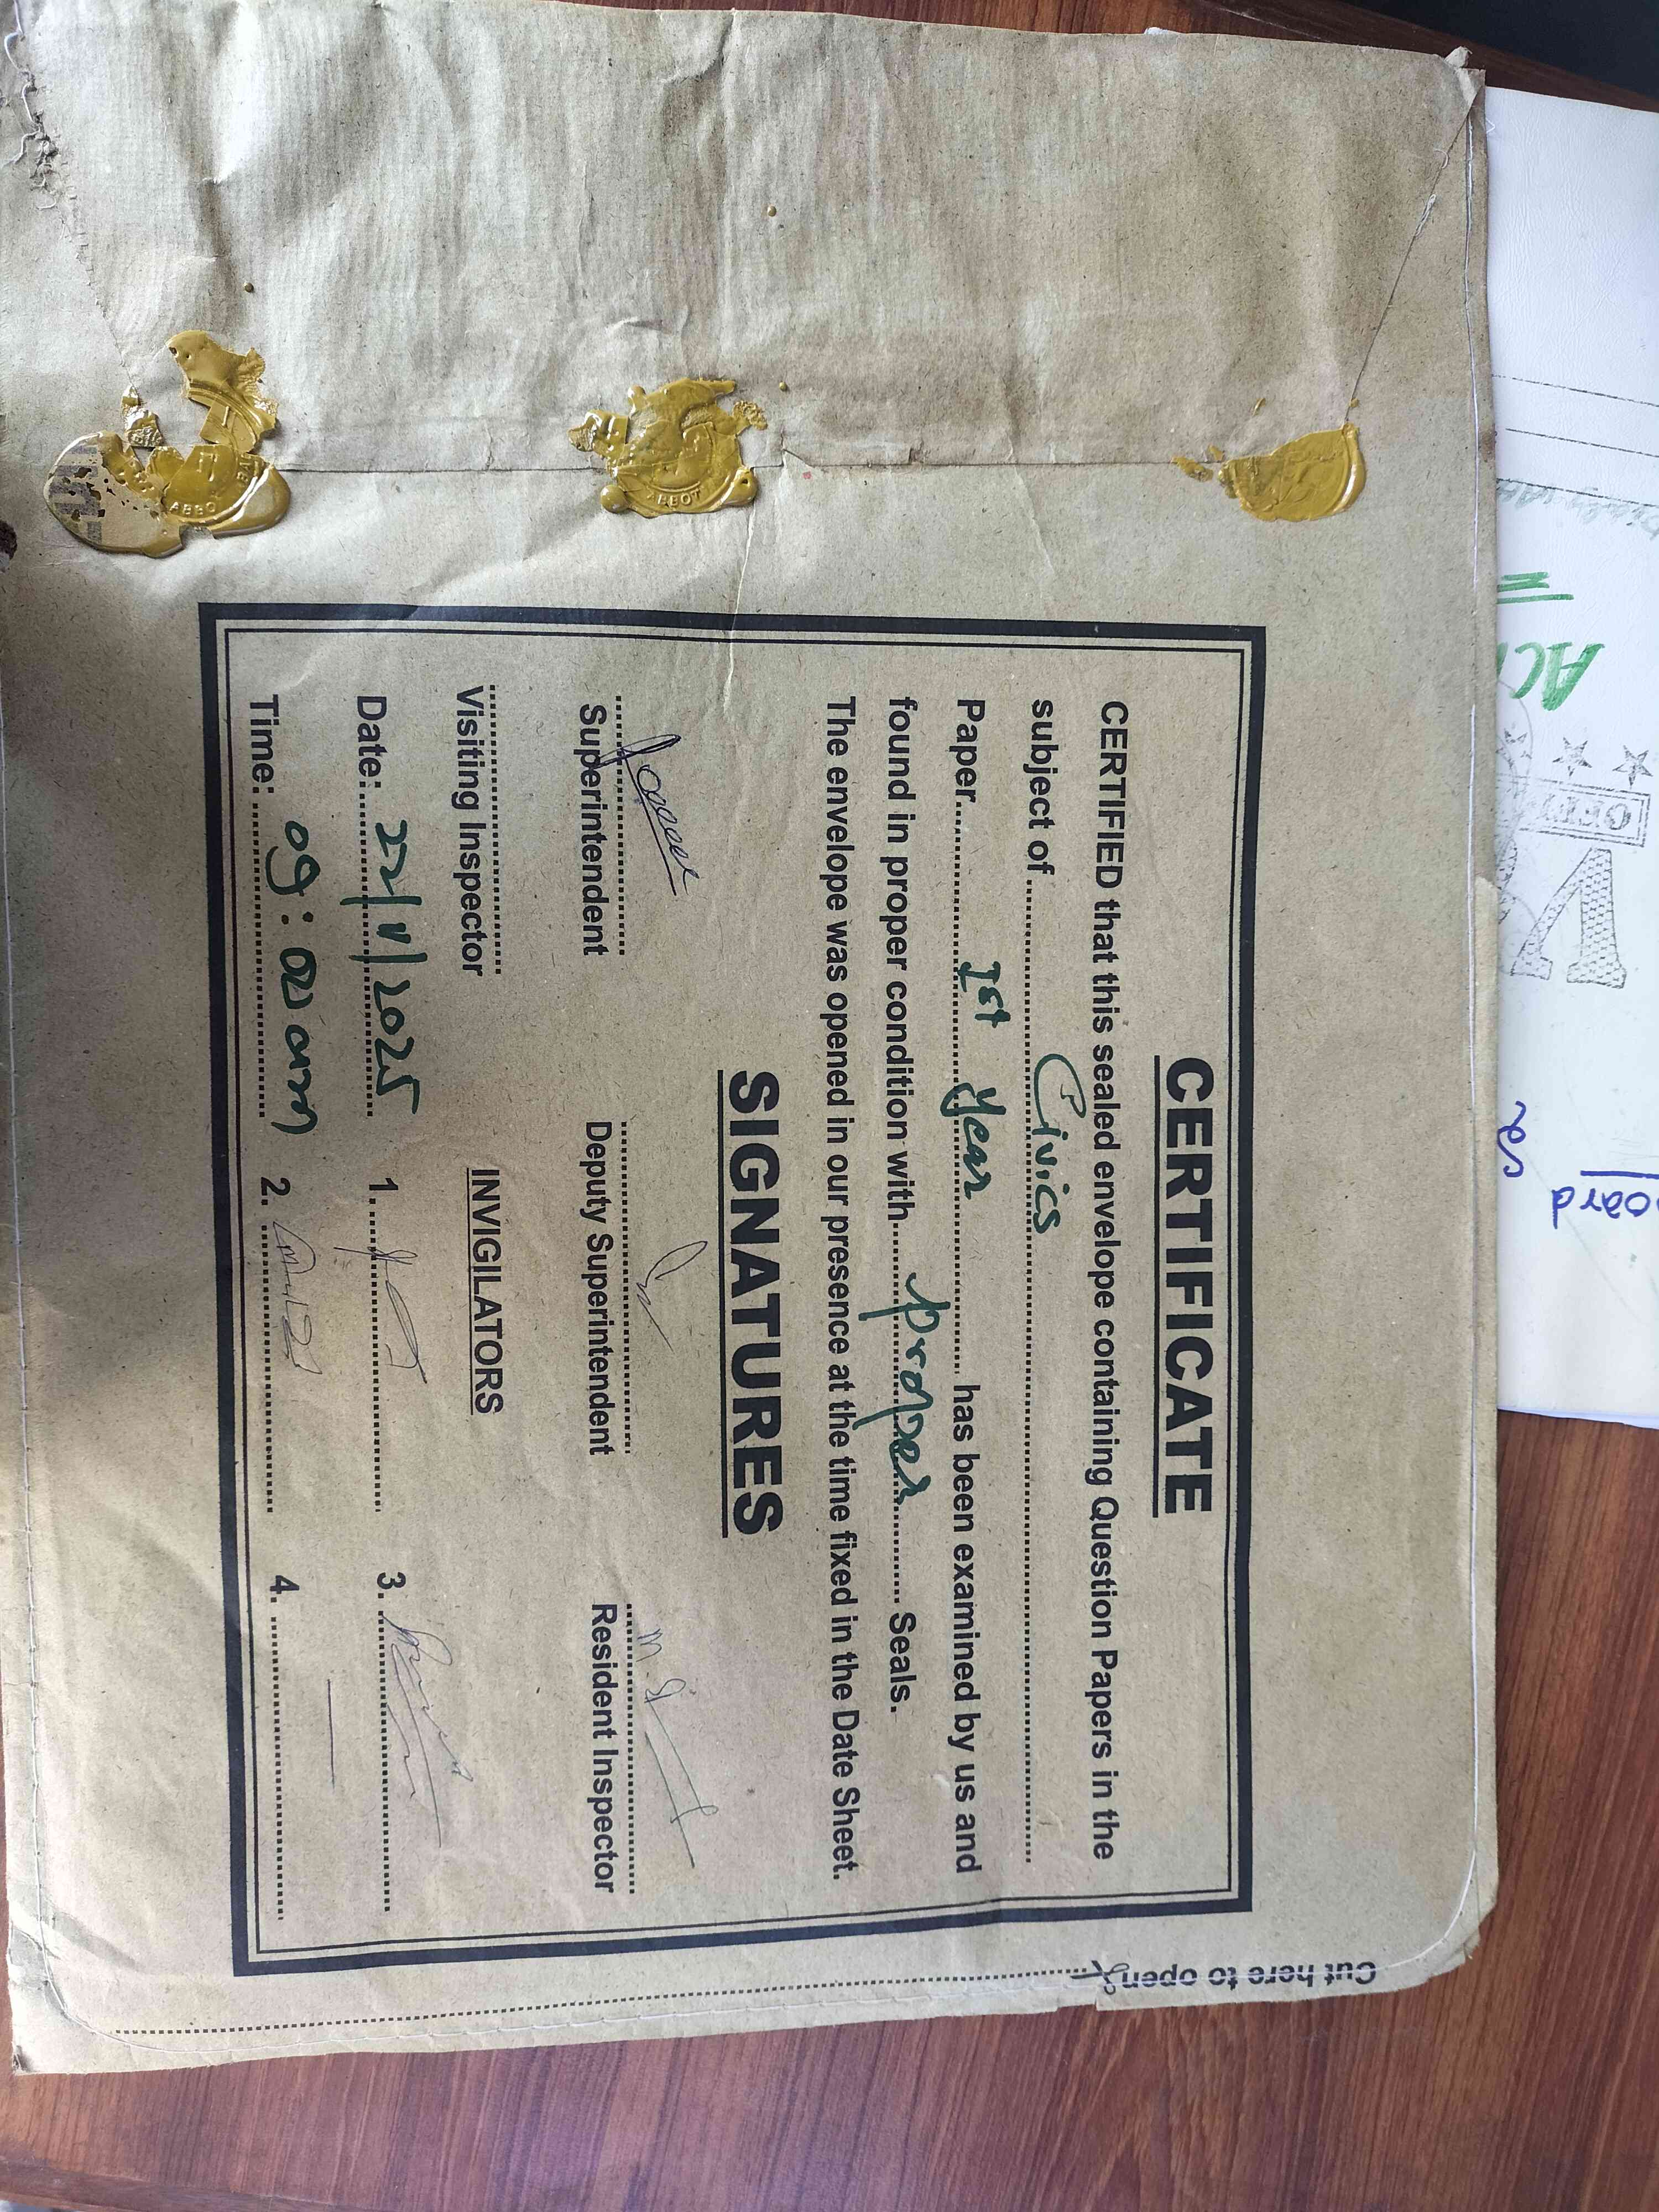 CERTIFICATE
CERTIFIED that this sealed envelope containing Question Papers in the
subject of Civics
Paper 1st Year has been examined by us and
found in proper condition with proper Seals.
The envelope was opened in our presence at the time fixed in the Date Sheet.
SIGNATURES
Superintendent Deputy Superintendent Resident Inspector
Visiting Inspector INVIGILATORS
Date: 22/11/2025 1. 3.
Time: 09:00 am 2. 4.
Cut here to open
ABBOT
ABBO